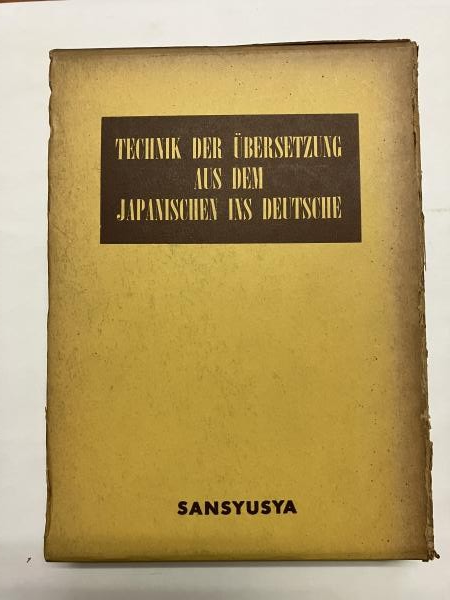 TECHNIK DER ÜBERSETZUNG
AUS DEM
JAPANISCHEN INS DEUTSCHE
SANSYUSYA